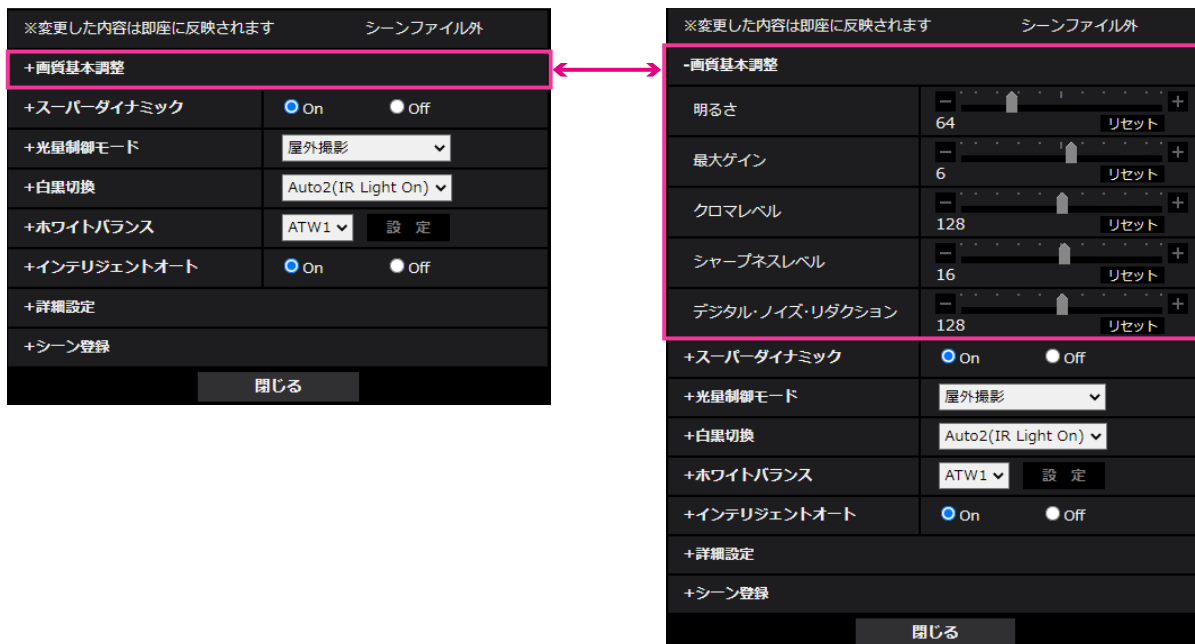 ※変更した内容は即座に反映されます シーンファイル外
+画質基本調整
+スーパーダイナミック On Off
+光量制御モード 屋外撮影
+白黒切換 Auto2(IR Light On)
+ホワイトバランス ATW1 設 定
+インテリジェントオート On Off
+詳細設定
+シーン登録
閉じる
※変更した内容は即座に反映されます シーンファイル外
-画質基本調整
明るさ
64 リセット
最大ゲイン
6 リセット
クロマレベル
128 リセット
シャープネスレベル
16 リセット
デジタル・ノイズ・リダクション
128 リセット
+スーパーダイナミック On Off
+光量制御モード 屋外撮影
+白黒切換 Auto2(IR Light On)
+ホワイトバランス ATW1 設 定
+インテリジェントオート On Off
+詳細設定
+シーン登録
閉じる